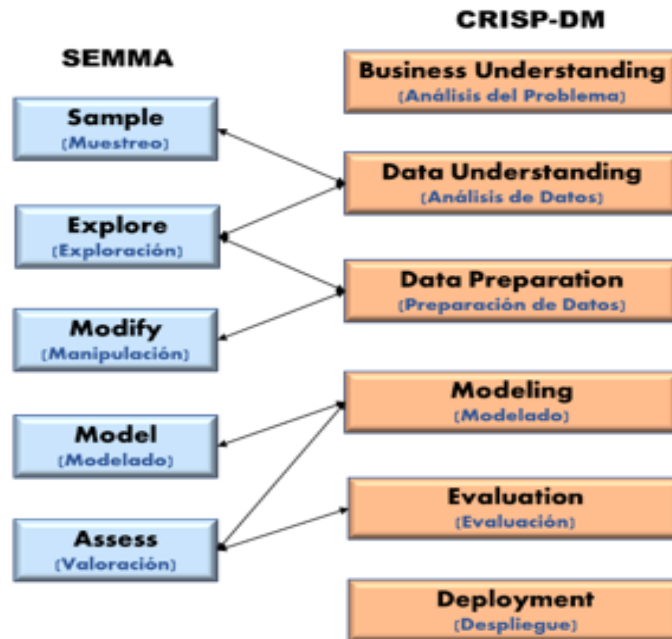 SEMMA
Sample
(Muestreo)
Explore
(Exploración)
Modify
(Manipulación)
Model
(Modelado)
Assess
(Valoración)
CRISP-DM
Business Understanding
(Análisis del Problema)
Data Understanding
(Análisis de Datos)
Data Preparation
(Preparación de Datos)
Modeling
(Modelado)
Evaluation
(Evaluación)
Deployment
(Despliegue)